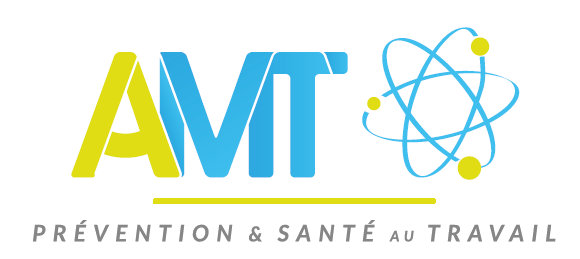 AMT
PRÉVENTION & SANTÉ AU TRAVAIL